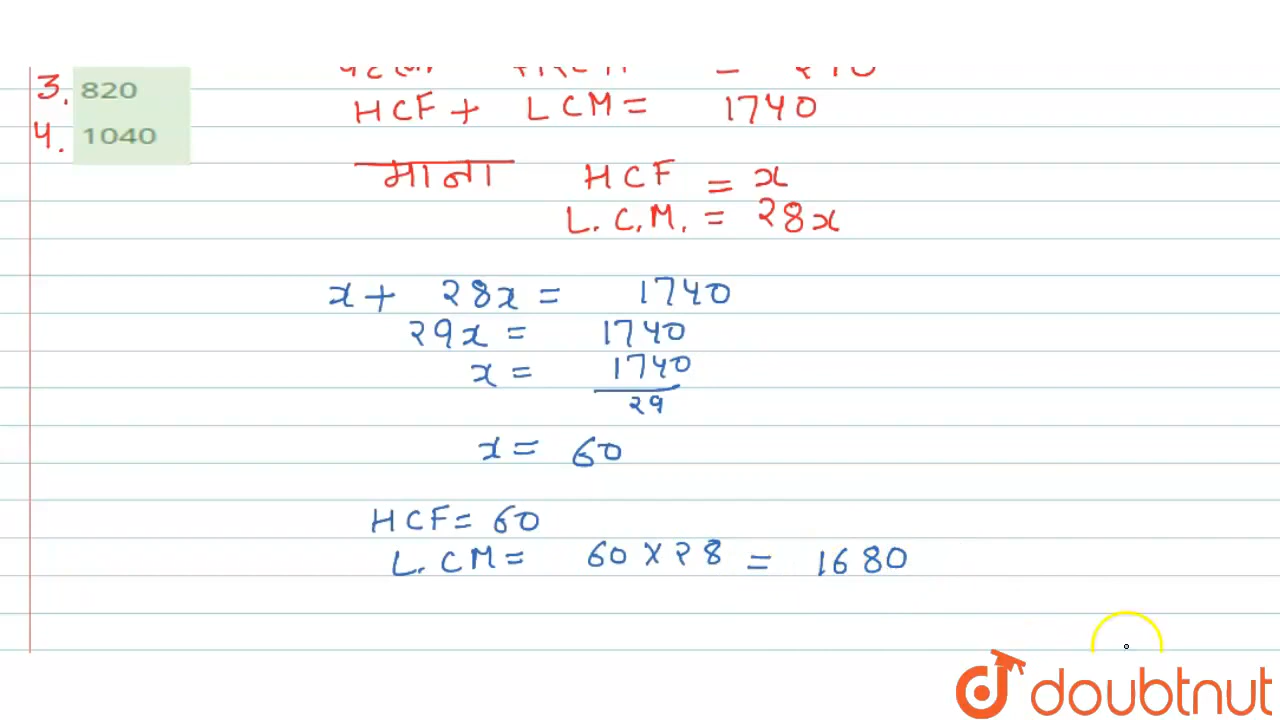 3. 820
HCF + LCM = 1740
4. 1040
माना HCF = x
L.C.M. = 28x
x + 28x = 1740
29x = 1740
x = 1740
29
x = 60
HCF = 60
L.CM = 60 X 28 = 1680
doubtnut